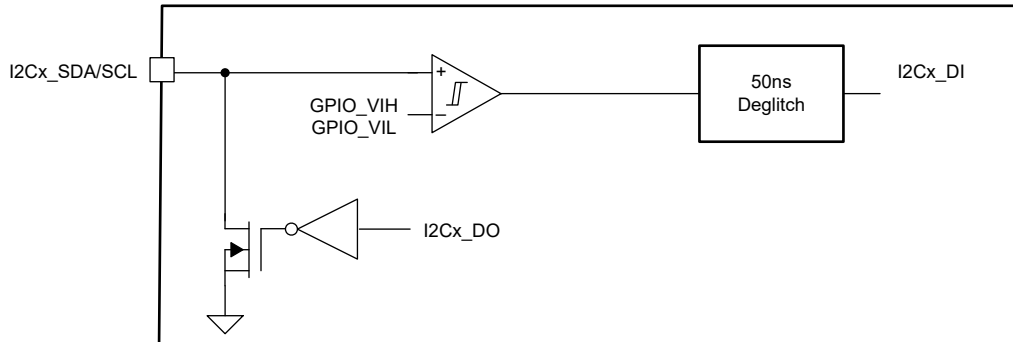 I2Cx_SDA/SCL
GPIO_VIH
GPIO_VIL
+
−
50ns
Deglitch
I2Cx_DI
I2Cx_DO